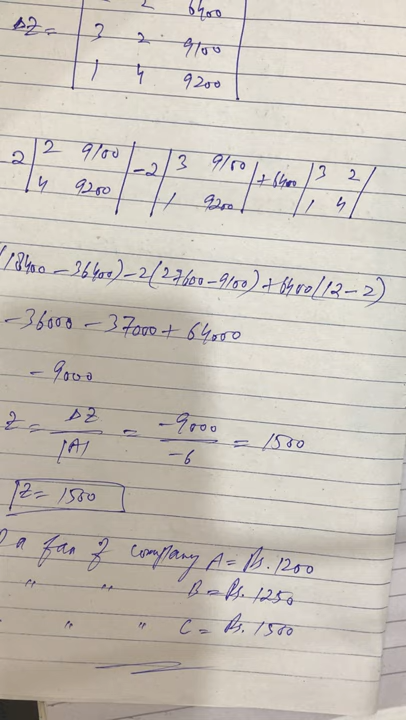 2 6400
ΔZ= 3 2 9100
1 4 9200
2 | 2 9100 | -2 | 3 9100 | +6400 | 3 2 |
4 9200 1 9200 1 4
(18400 - 36400) - 2(27600 - 9100) + 6400(12 - 2)
- 36000 - 37000 + 64000
- 9000
Z = ΔZ / |A| = -9000 / -6 = 1500
Z = 1500
a fan of company A = Rs. 1200
" " B = Rs. 1250
" " " C = Rs. 1500